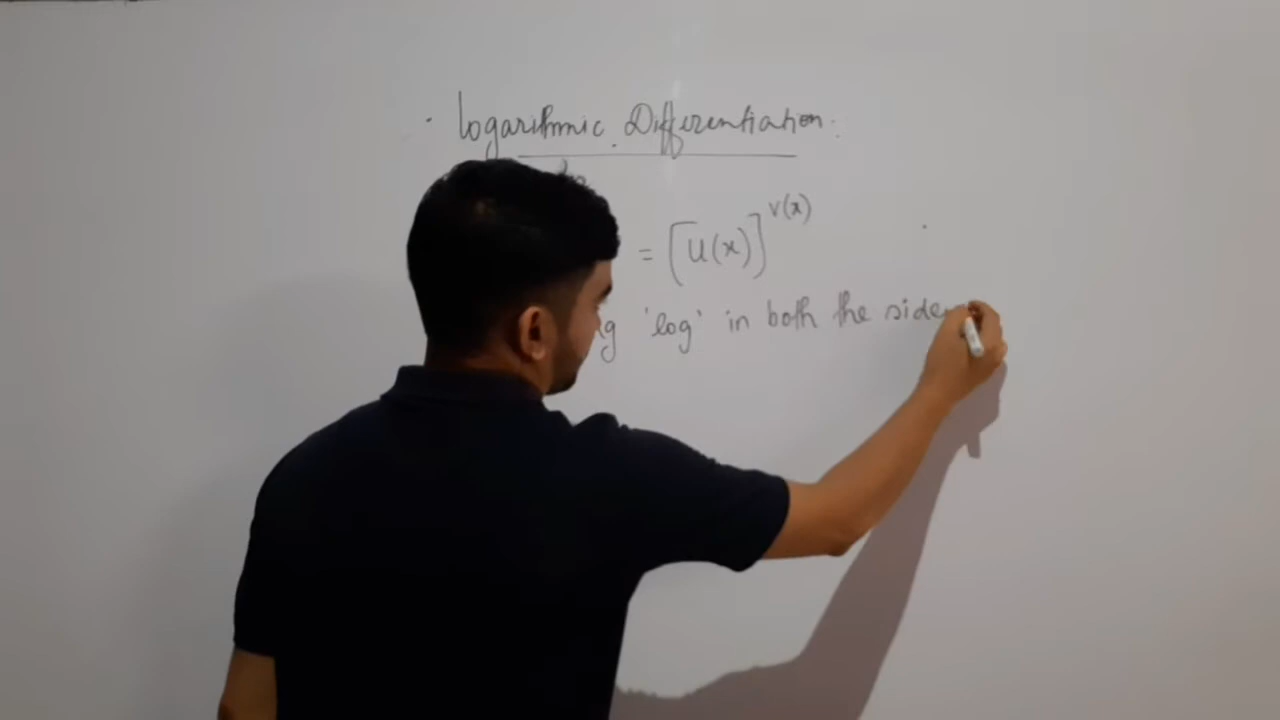 · Logarithmic Differentiation.
= [U(x)]^V(x)
'log' in both the side